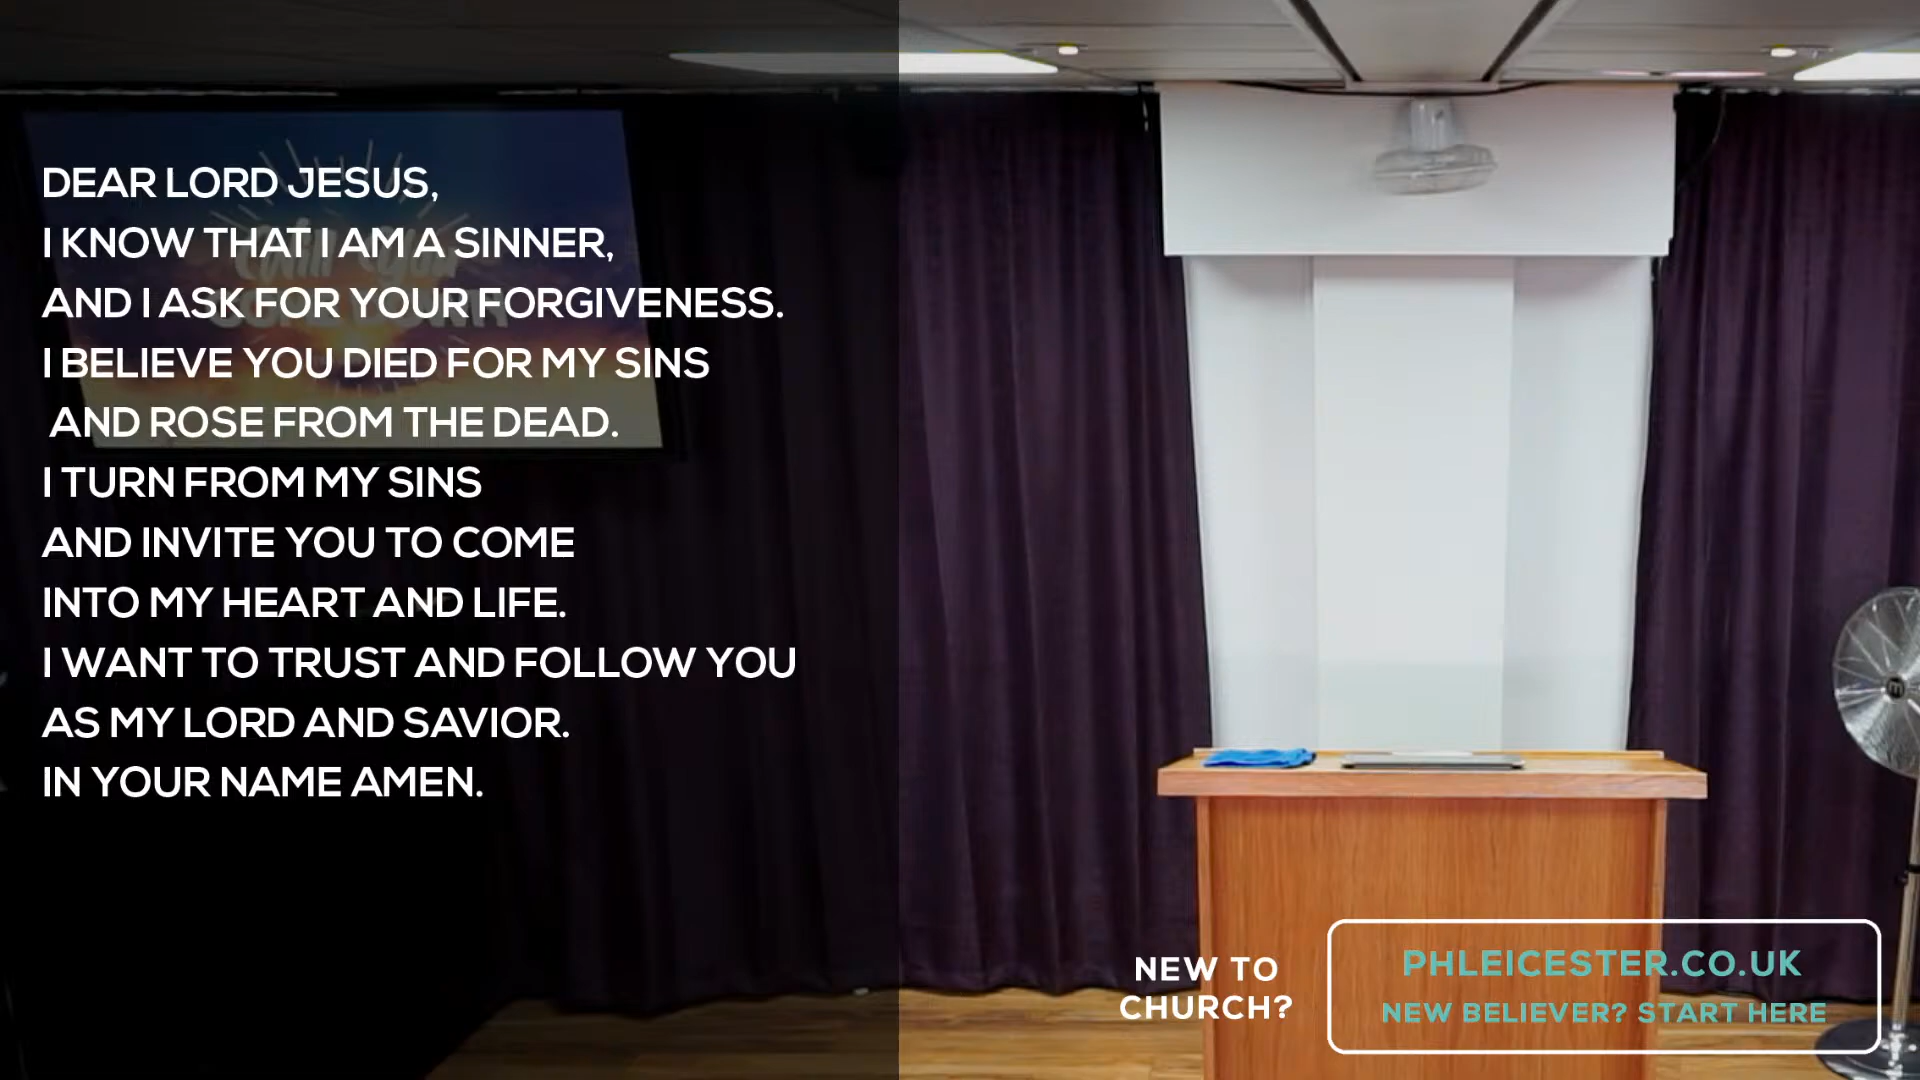 DEAR LORD JESUS,
I KNOW THAT I AM A SINNER,
AND I ASK FOR YOUR FORGIVENESS.
I BELIEVE YOU DIED FOR MY SINS
AND ROSE FROM THE DEAD.
I TURN FROM MY SINS
AND INVITE YOU TO COME
INTO MY HEART AND LIFE.
I WANT TO TRUST AND FOLLOW YOU
AS MY LORD AND SAVIOR.
IN YOUR NAME AMEN.
NEW TO
CHURCH?
PHLEICESTER.CO.UK
NEW BELIEVER? START HERE